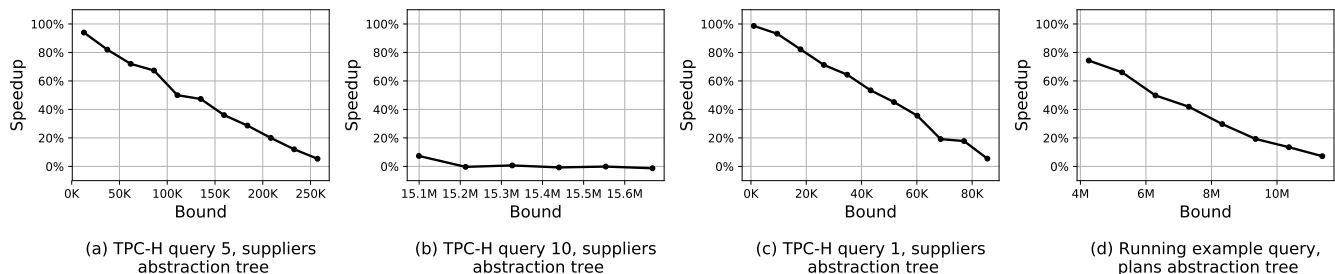 100%
80%
60%
40%
20%
0%
Speedup
0K 50K 100K 150K 200K 250K
Bound
(a) TPC-H query 5, suppliers
abstraction tree
100%
80%
60%
40%
20%
0%
Speedup
15.1M 15.2M 15.3M 15.4M 15.5M 15.6M
Bound
(b) TPC-H query 10, suppliers
abstraction tree
100%
80%
60%
40%
20%
0%
Speedup
0K 20K 40K 60K 80K
Bound
(c) TPC-H query 1, suppliers
abstraction tree
100%
80%
60%
40%
20%
0%
Speedup
4M 6M 8M 10M
Bound
(d) Running example query,
plans abstraction tree